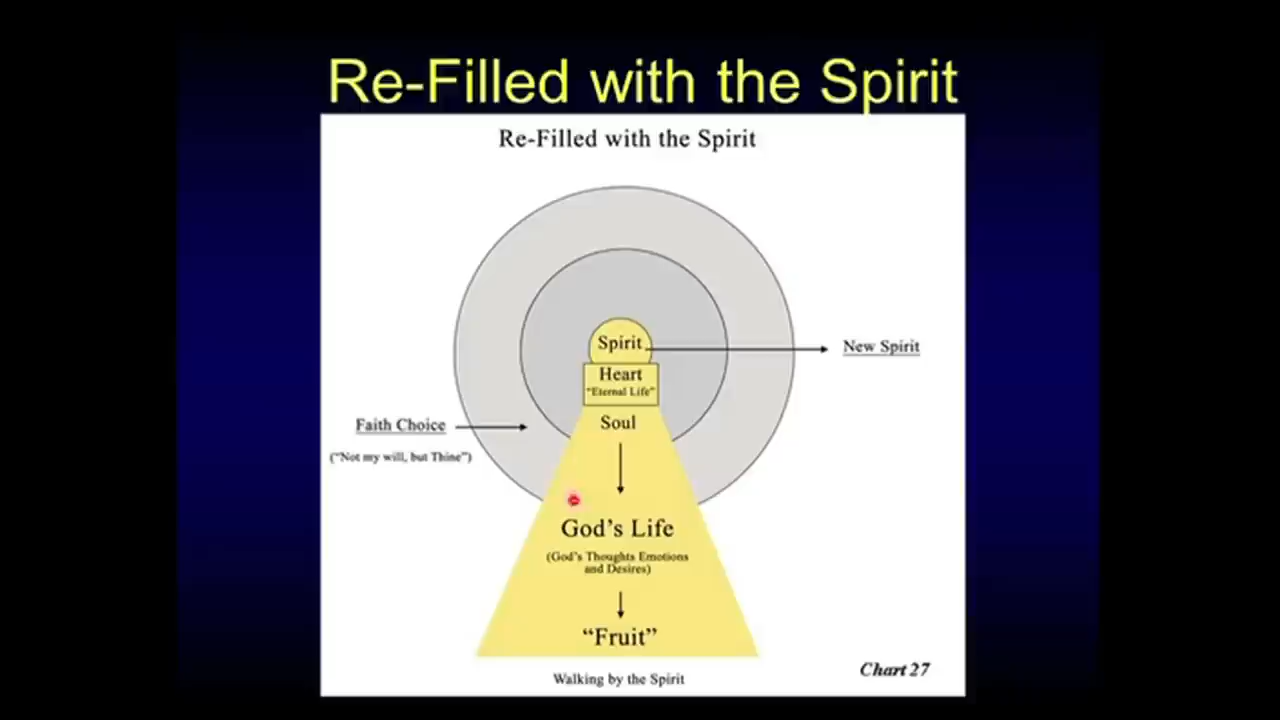 Re-Filled with the Spirit
Re-Filled with the Spirit
Spirit
New Spirit
Heart
"Eternal Life"
Soul
Faith Choice
("Not my will, but Thine")
God's Life
(God's Thoughts Emotions
and Desires)
"Fruit"
Chart 27
Walking by the Spirit